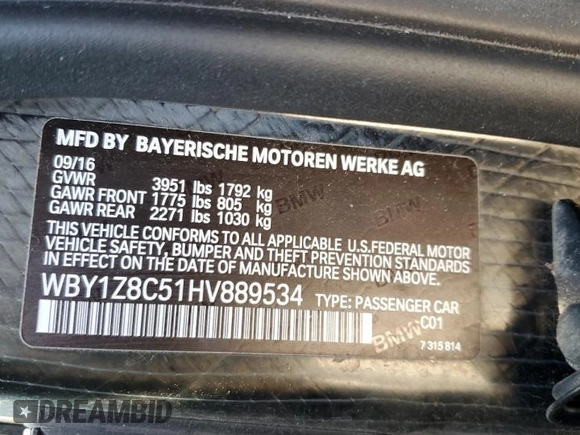 MFD BY BAYERISCHE MOTOREN WERKE AG
09/16
GVWR 3951 lbs 1792 kg
GAWR FRONT 1775 lbs 805 kg
GAWR REAR 2271 lbs 1030 kg
THIS VEHICLE CONFORMS TO ALL APPLICABLE U.S.FEDERAL MOTOR
VEHICLE SAFETY, BUMPER AND THEFT PREVENTION STANDARDS
IN EFFECT ON THE DATE OF MANUFACTURE SHOWN ABOVE.
WBY1Z8C51HV889534 TYPE: PASSENGER CAR
C01
BMW
7 315 814
BMW
DREAMBID